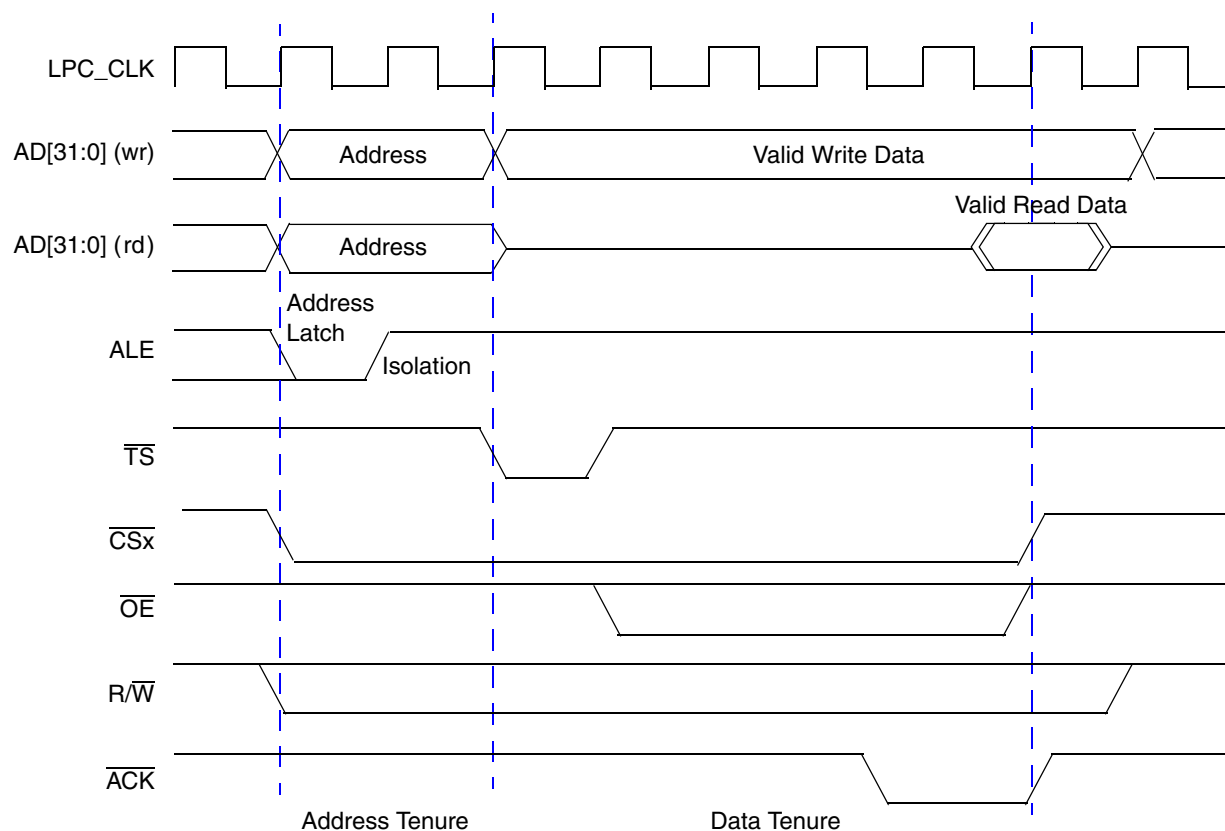 LPC_CLK
AD[31:0] (wr)
Address
Valid Write Data
Valid Read Data
AD[31:0] (rd)
Address
Address
Latch
ALE
Isolation
TS
CSx
OE
R/W
ACK
Address Tenure
Data Tenure